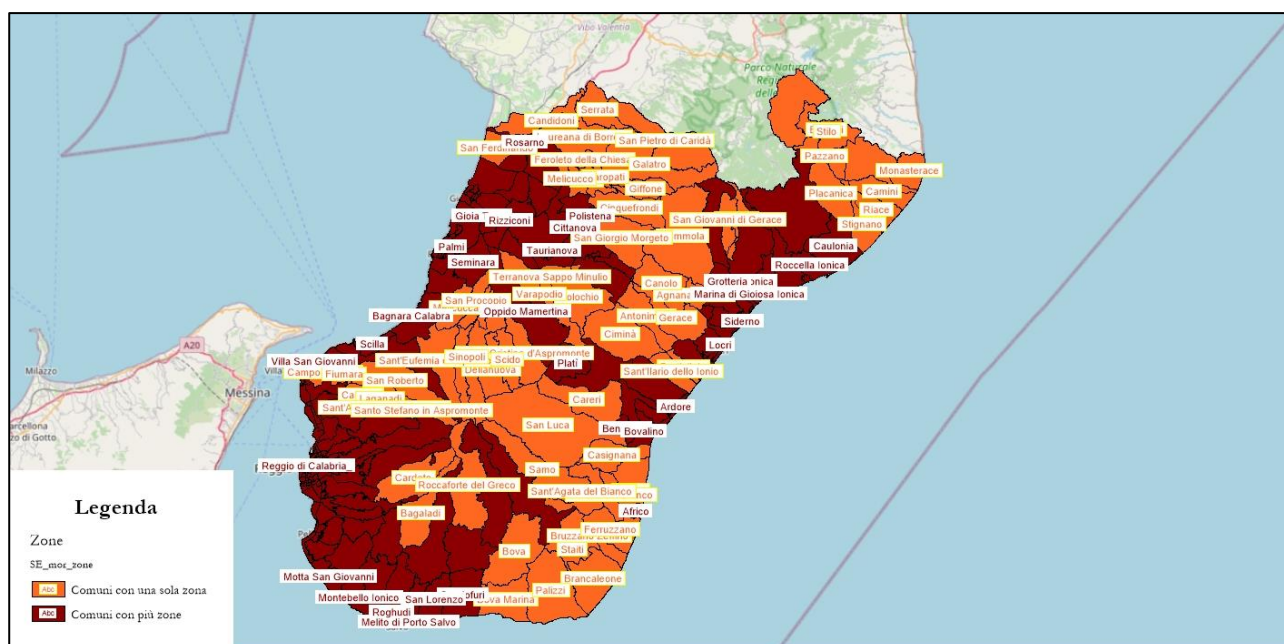 Vibo Valentia
Parco Naturale
Serrata
Candidoni
Stilo
Rosarno
San Pietro di Caridà
San Ferdinando
Pazzano
Feroleto della Chiesa
Galatro
Monasterace
Melicucco
Giffone
Placanica
Camini
Cinquefrondi
Riace
Gioia
Rizziconi
Polistena
San Giovanni di Gerace
Stignano
Cittanova
San Giorgio Morgeto
Palmi
Taurianova
Caulonia
Seminara
Roccella Ionica
Terranova Sappo Minulio
Canolo
Grotteria
San Procopio
Varapodio
Agnana
Marina di Gioiosa Ionica
Bagnara Calabra
Oppido Mamertina
Gerace
Siderno
Ciminà
Scilla
Locri
A20
Villa San Giovanni
Sinopoli
Scido
Platì
Milazzo
Campo
Fiumara
Delianuova
Sant'Ilario dello Ionio
San Roberto
Messina
Laganadi
Careri
Santo Stefano in Aspromonte
Ardore
San Luca
Bovalino
Casignana
Reggio di Calabria_
Samo
Roccaforte del Greco
Sant'Agata del Bianco
Bagaladi
Africo
Ferruzzano
Bova
Staiti
Motta San Giovanni
Brancaleone
Palizzi
Montebello Ionico
San Lorenzo
Roghudi
Melito di Porto Salvo
Legenda
Zone
SE_mor_zone
Abc Comuni con una sola zona
Abc Comuni con più zone